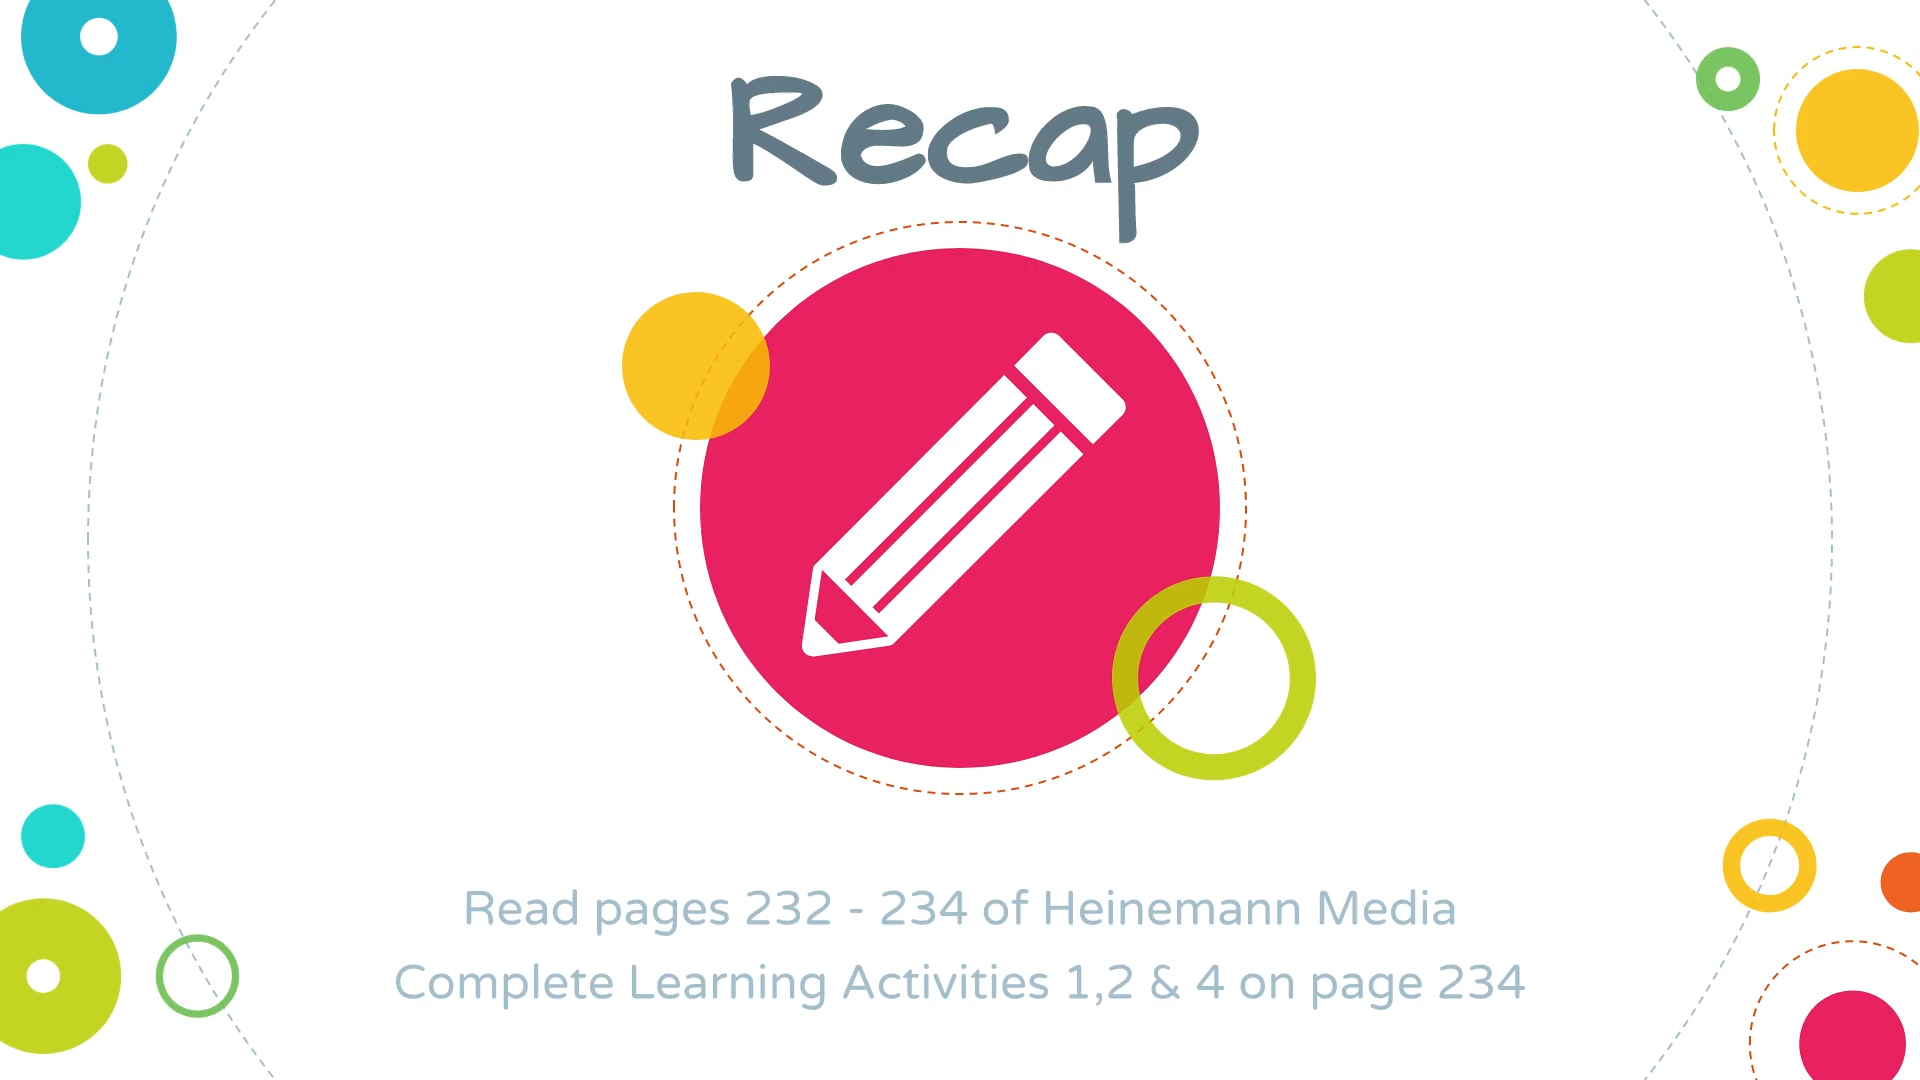 Recap
Read pages 232 - 234 of Heinemann Media
Complete Learning Activities 1,2 & 4 on page 234